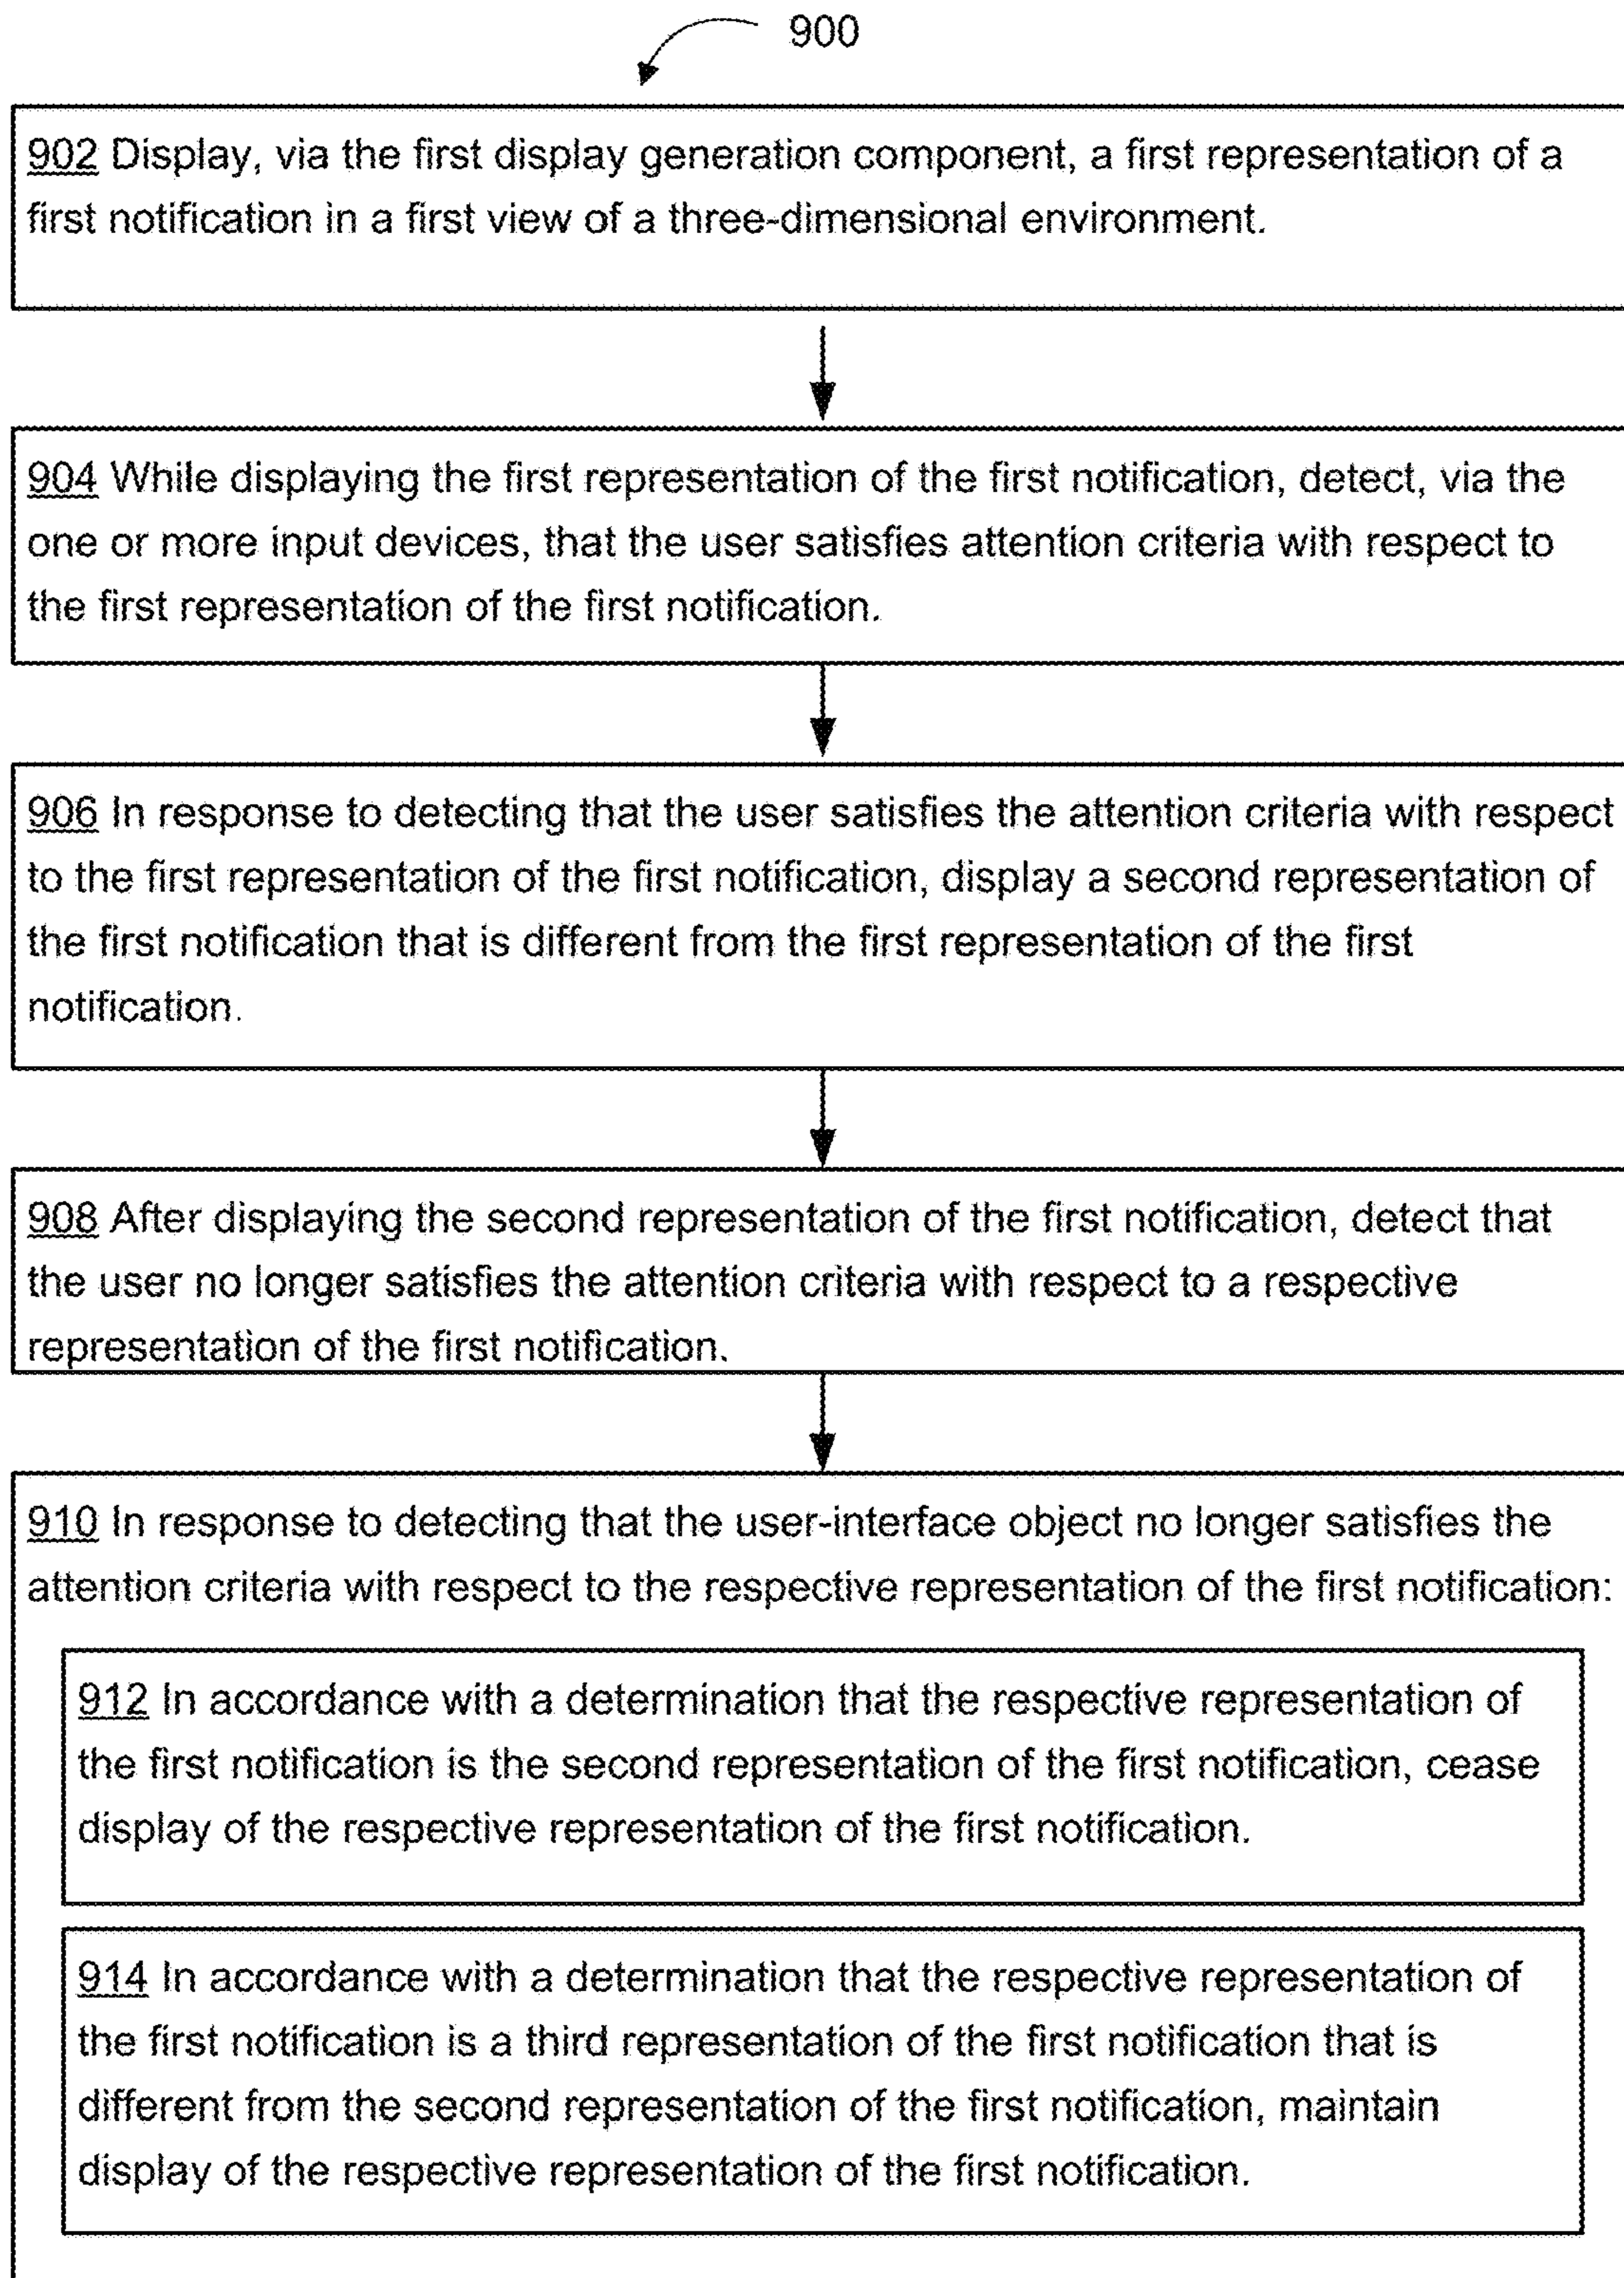 900
902 Display, via the first display generation component, a first representation of a
first notification in a first view of a three-dimensional environment.
904 While displaying the first representation of the first notification, detect, via the
one or more input devices, that the user satisfies attention criteria with respect to
the first representation of the first notification.
906 In response to detecting that the user satisfies the attention criteria with respect
to the first representation of the first notification, display a second representation of
the first notification that is different from the first representation of the first
notification.
908 After displaying the second representation of the first notification, detect that
the user no longer satisfies the attention criteria with respect to a respective
representation of the first notification.
910 In response to detecting that the user-interface object no longer satisfies the
attention criteria with respect to the respective representation of the first notification:
912 In accordance with a determination that the respective representation of
the first notification is the second representation of the first notification, cease
display of the respective representation of the first notification.
914 In accordance with a determination that the respective representation of
the first notification is a third representation of the first notification that is
different from the second representation of the first notification, maintain
display of the respective representation of the first notification.